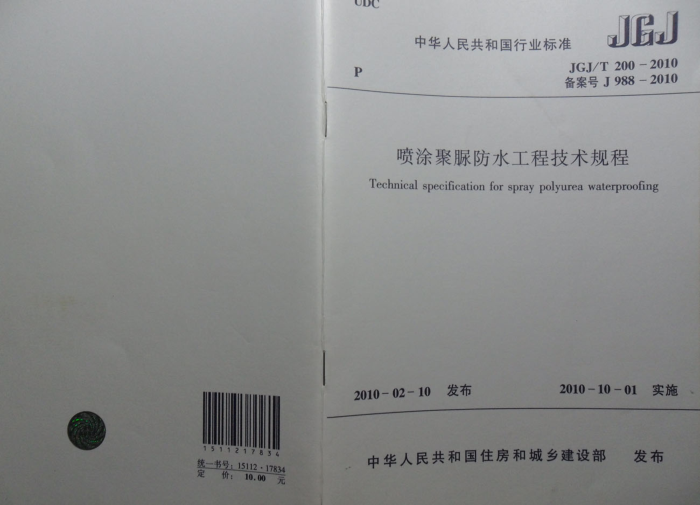 UDC
中华人民共和国行业标准
JGJ
P
JGJ/T 200-2010
备案号 J 988-2010
喷涂聚脲防水工程技术规程
Technical specification for spray polyurea waterproofing
2010-02-10 发布
2010-10-01 实施
中华人民共和国住房和城乡建设部 发布
1511217834
统一书号:15112·17834
定 价: 10.00 元